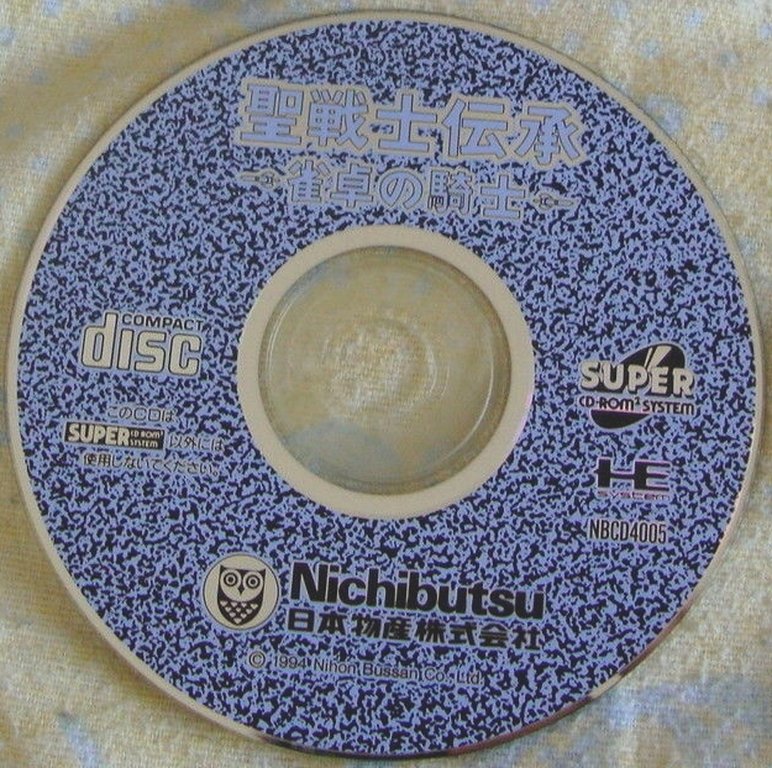 聖戦士伝承
～雀卓の騎士～
COMPACT
disc
このCDは
SUPER CD-ROM² SYSTEM 以外には
使用しないでください。
SUPER
CD-ROM² SYSTEM
HE
system
NBCD4005
Nichibutsu
日本物産株式会社
© 1994 Nihon Bussan Co., Ltd.